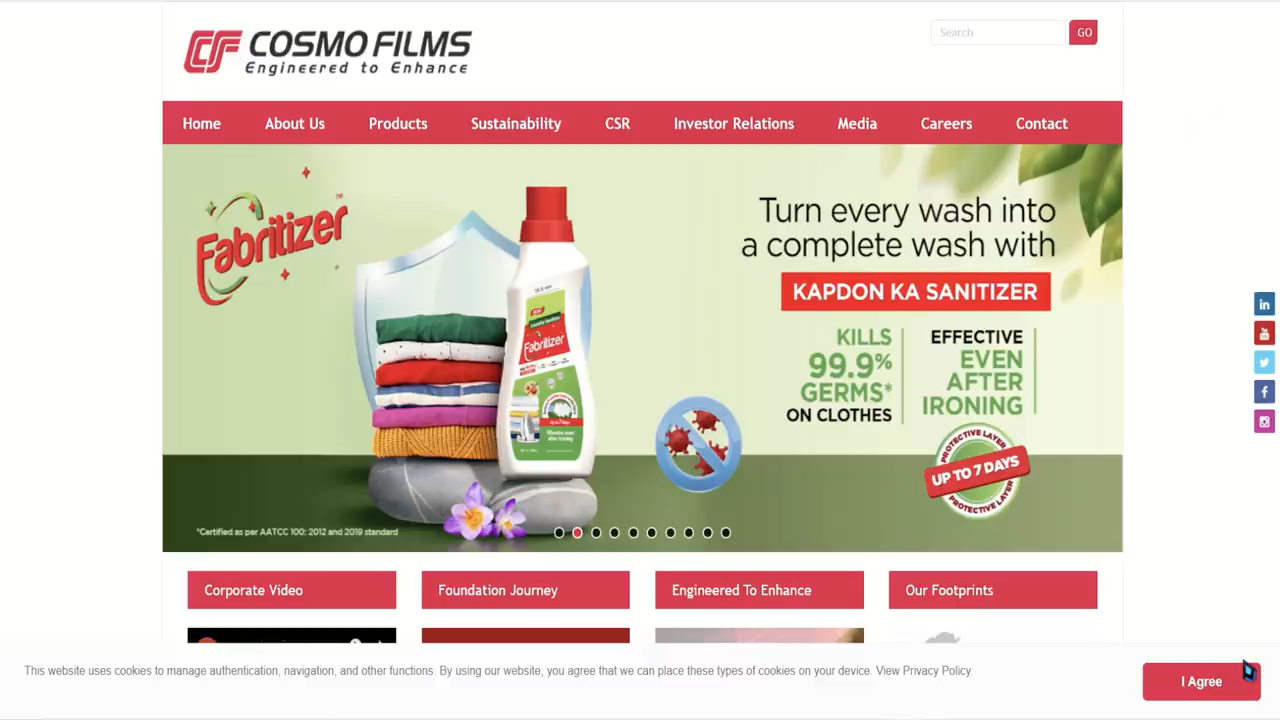 CF COSMO FILMS
Engineered to Enhance
Search
GO
Home About Us Products Sustainability CSR Investor Relations Media Careers Contact
Fabritizer™
Turn every wash into
a complete wash with
KAPDON KA SANITIZER
KILLS
99.9%
GERMS*
ON CLOTHES
EFFECTIVE
EVEN
AFTER
IRONING
PROTECTIVE LAYER
UP TO 7 DAYS
PROTECTIVE LAYER
Fabritizer
*Certified as per AATCC 100: 2012 and 2019 standard
Corporate Video
Foundation Journey
Engineered To Enhance
Our Footprints
This website uses cookies to manage authentication, navigation, and other functions. By using our website, you agree that we can place these types of cookies on your device. View Privacy Policy.
I Agree